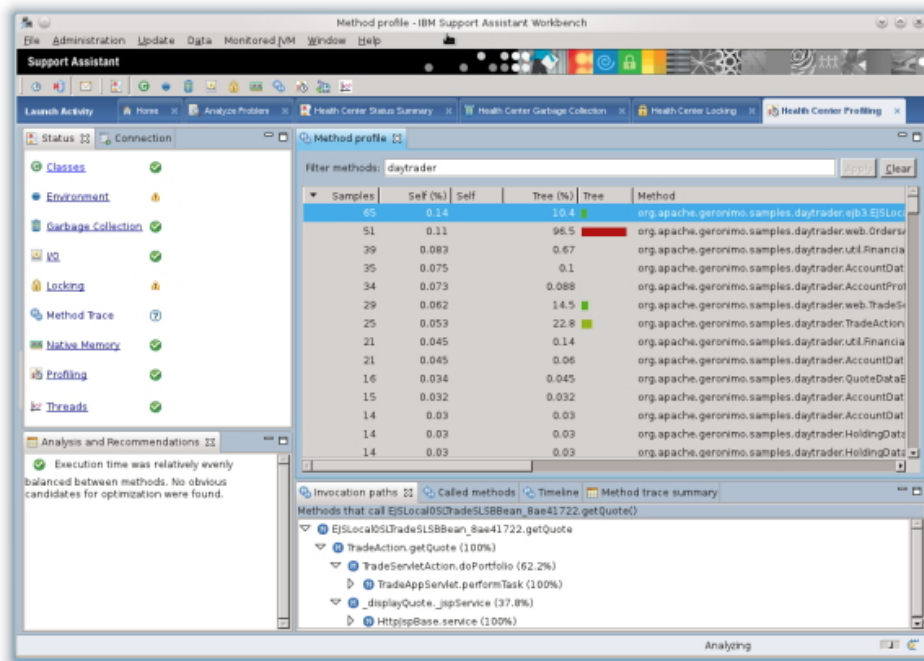 Method profile - IBM Support Assistant Workbench
File Administration Update Data Monitored JVM Window Help
Support Assistant
Launch Activity Home Analyze Problem Health Center Status Summary Health Center Garbage Collection Health Center Locking Health Center Profiling
Status Connection
Classes
Environment
Garbage Collection
I/O
Locking
Method Trace
Native Memory
Profiling
Threads
Analysis and Recommendations
Execution time was relatively evenly
balanced between methods. No obvious
candidates for optimization were found.
Method profile
Filter methods: daytrader Apply Clear
Samples Self (%) Self Tree (%) Tree Method
65 0.14 10.4 org.apache.geronimo.samples.daytrader.ejb3.EJSLoca
51 0.11 96.5 org.apache.geronimo.samples.daytrader.web.OrdersA
39 0.083 0.67 org.apache.geronimo.samples.daytrader.util.Financia
35 0.075 0.1 org.apache.geronimo.samples.daytrader.AccountDat
34 0.073 0.088 org.apache.geronimo.samples.daytrader.AccountProf
29 0.062 14.5 org.apache.geronimo.samples.daytrader.web.TradeSe
25 0.053 22.8 org.apache.geronimo.samples.daytrader.TradeAction
21 0.045 0.14 org.apache.geronimo.samples.daytrader.util.Financia
21 0.045 0.06 org.apache.geronimo.samples.daytrader.AccountDat
16 0.034 0.045 org.apache.geronimo.samples.daytrader.QuoteDataB
15 0.032 0.032 org.apache.geronimo.samples.daytrader.AccountDat
14 0.03 0.03 org.apache.geronimo.samples.daytrader.AccountDat
14 0.03 0.03 org.apache.geronimo.samples.daytrader.HoldingData
14 0.03 0.03 org.apache.geronimo.samples.daytrader.HoldingData
Invocation paths Called methods Timeline Method trace summary
Methods that call EJSLocal0SLTradeSLSBBean_8ae41722.getQuote()
EJSLocal0SLTradeSLSBBean_8ae41722.getQuote
TradeAction.getQuote (100%)
TradeServletAction.doPortfolio (62.2%)
TradeAppServlet.performTask (100%)
_displayQuote._jspService (37.8%)
HttpJspBase.service (100%)
Analyzing